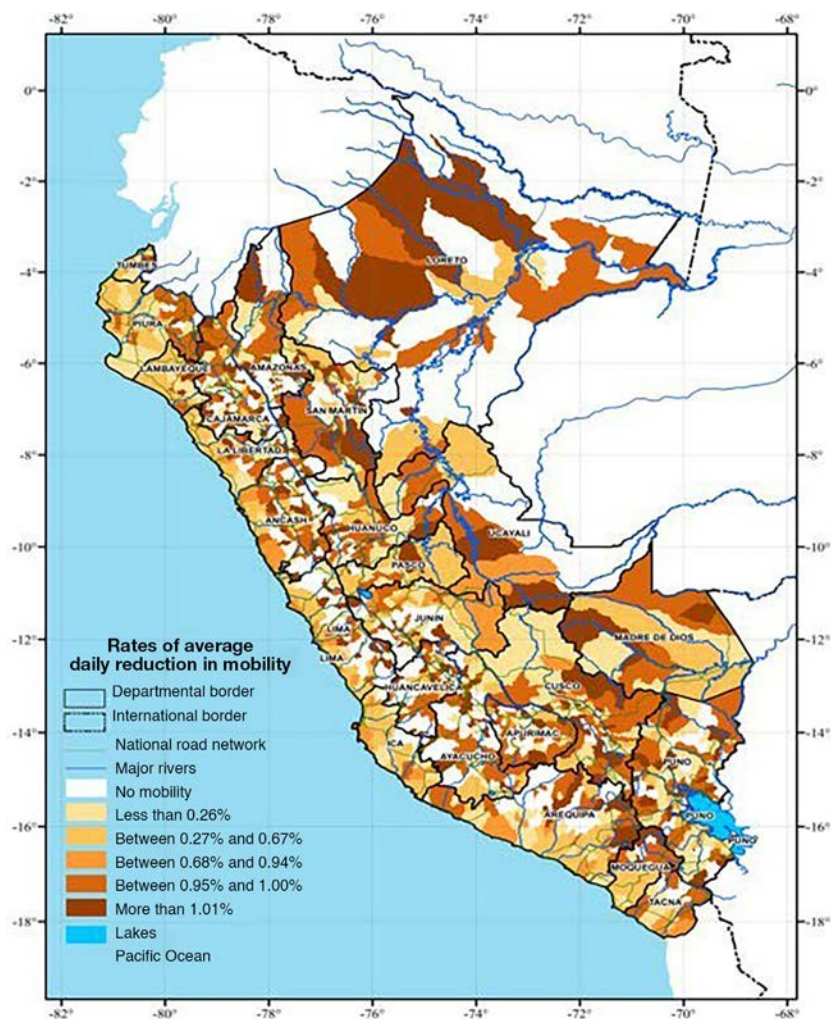 -82° -80° -78° -76° -74° -72° -70° -68°
0° 0°
-2° -2°
LORETO
TUMBES
-4° -4°
PIURA
-6° -6°
LAMBAYEQUE AMAZONAS
CAJAMARCA SAN MARTIN
LA LIBERTAD
-8° -8°
ANCASH HUANUCO UCAYALI
-10° -10°
PASCO
JUNIN
LIMA
-12° MADRE DE DIOS -12°
LIMA
HUANCAVELICA CUSCO
-14° -14°
ICA APURIMAC
AYACUCHO PUNO
-16° AREQUIPA PUNO -16°
PUNO
MOQUEGUA
TACNA
-18° -18°
Rates of average
daily reduction in mobility
Departmental border
International border
National road network
Major rivers
No mobility
Less than 0.26%
Between 0.27% and 0.67%
Between 0.68% and 0.94%
Between 0.95% and 1.00%
More than 1.01%
Lakes
Pacific Ocean
-82° -80° -78° -76° -74° -72° -70° -68°